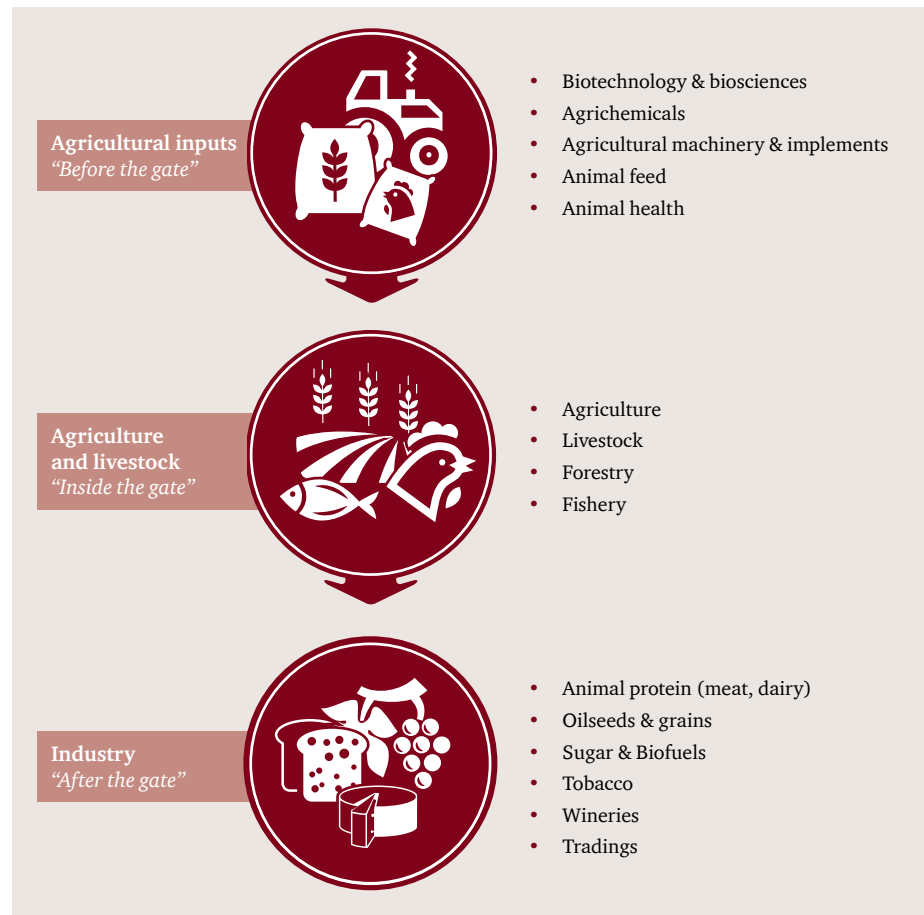 Agricultural inputs
“Before the gate”
• Biotechnology & biosciences
• Agrichemicals
• Agricultural machinery & implements
• Animal feed
• Animal health
Agriculture
and livestock
“Inside the gate”
• Agriculture
• Livestock
• Forestry
• Fishery
Industry
“After the gate”
• Animal protein (meat, dairy)
• Oilseeds & grains
• Sugar & Biofuels
• Tobacco
• Wineries
• Tradings